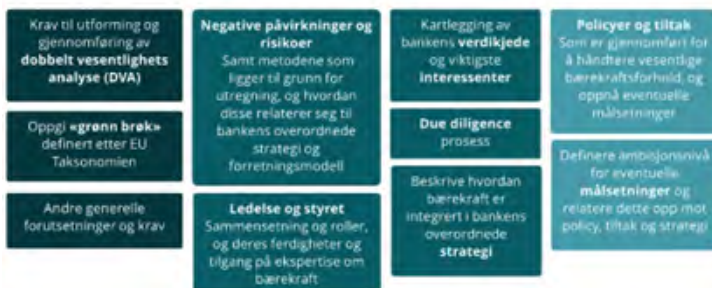 Krav til utforming og
gjennomføring av
dobbelt vesentlighets
analyse (DVA)
Oppgi «grønn brøk»
definert etter EU
Taksonomien
Andre generelle
forutsetninger og krav
Negative påvirkninger og
risikoer
Samt metodene som
ligger til grunn for
utregning, og hvordan
disse relaterer seg til
bankens overordnede
strategi og
forretningsmodell
Ledelse og styret
Sammensetning og roller,
og deres ferdigheter og
tilgang på ekspertise om
bærekraft
Kartlegging av
bankens verdikjede
og viktigste
interessenter
Due diligence
prosess
Beskrive hvordan
bærekraft er
integrert i bankens
overordnede
strategi
Policyer og tiltak
Som er gjennomført for
å håndtere vesentlige
bærekraftsforhold, og
oppnå eventuelle
målsetninger
Definere ambisjonsnivå
for eventuelle
målsetninger og
relatere dette opp mot
policy, tiltak og strategi